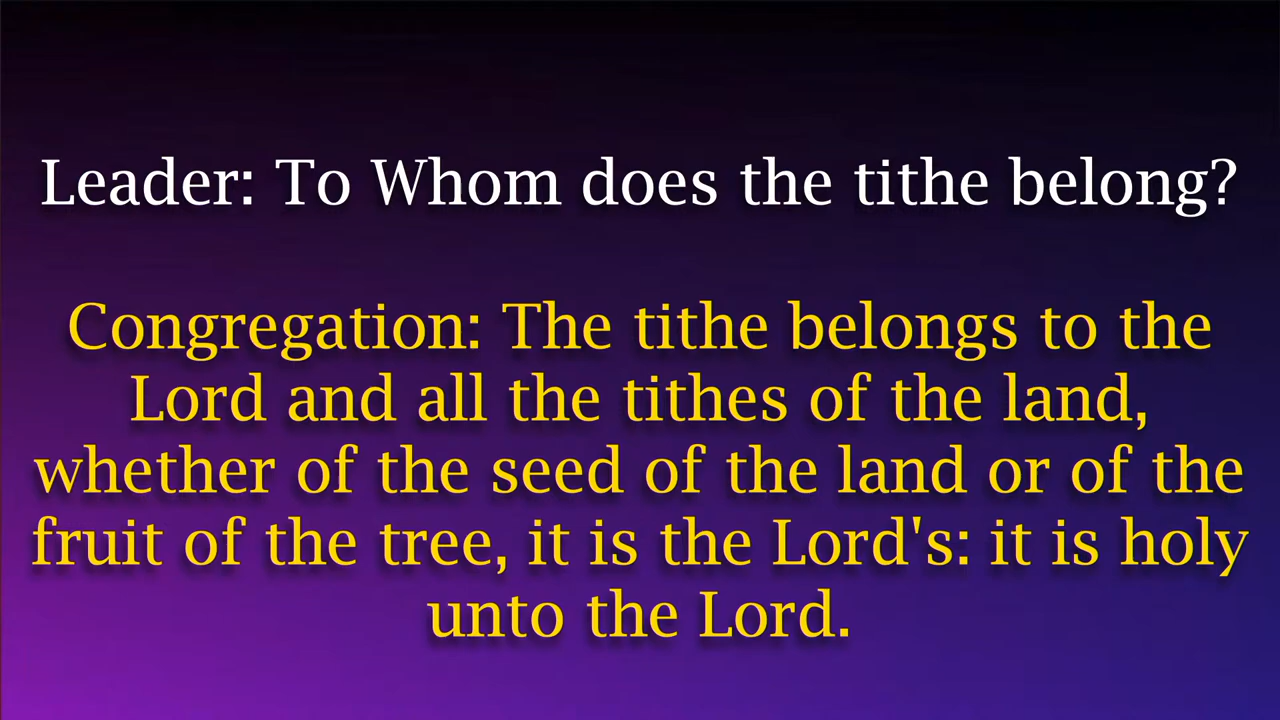 Leader: To Whom does the tithe belong?
Congregation: The tithe belongs to the
Lord and all the tithes of the land,
whether of the seed of the land or of the
fruit of the tree, it is the Lord's: it is holy
unto the Lord.